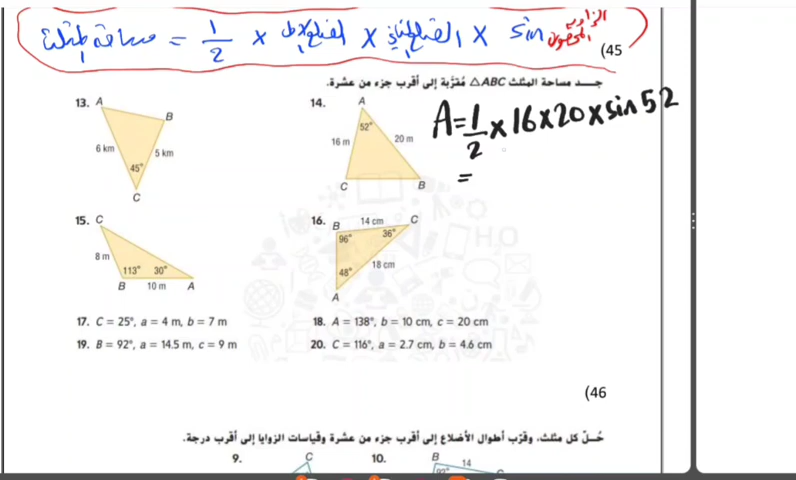 مساحة المثلث = 1/2 × الضلع الأول × الضلع الثاني × sin الزاوية المحصورة
(45
جـــد مساحة المثلث ABC△ مُقرَّبة إلى أقرب جزء من عشرة.
13. A B C 6 km 5 km 45°
14. A B C 52° 16 m 20 m
A = 1/2 × 16 × 20 × sin 52
=
15. C B A 8 m 113° 30° 10 m
16. B C A 14 cm 36° 96° 18 cm 48°
H₂O
17. C = 25°, a = 4 m, b = 7 m
18. A = 138°, b = 10 cm, c = 20 cm
19. B = 92°, a = 14.5 m, c = 9 m
20. C = 116°, a = 2.7 cm, b = 4.6 cm
(46
حُـلّ كل مثلث، وقرّب أطوال الأضلاع إلى أقرب جزء من عشرة وقياسات الزوايا إلى أقرب درجة.
9. C
10. B 14